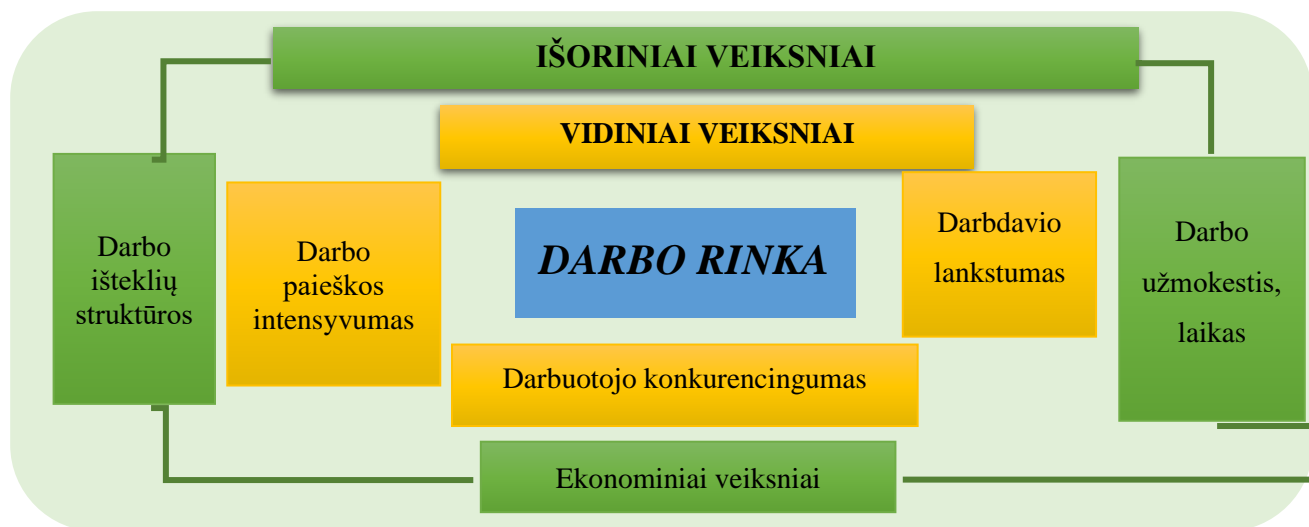 IŠORINIAI VEIKSNIAI
VIDINIAI VEIKSNIAI
Darbo
išteklių
struktūros
Darbo
paieškos
intensyvumas
DARBO RINKA
Darbdavio
lankstumas
Darbo
užmokestis,
laikas
Darbuotojo konkurencingumas
Ekonominiai veiksniai